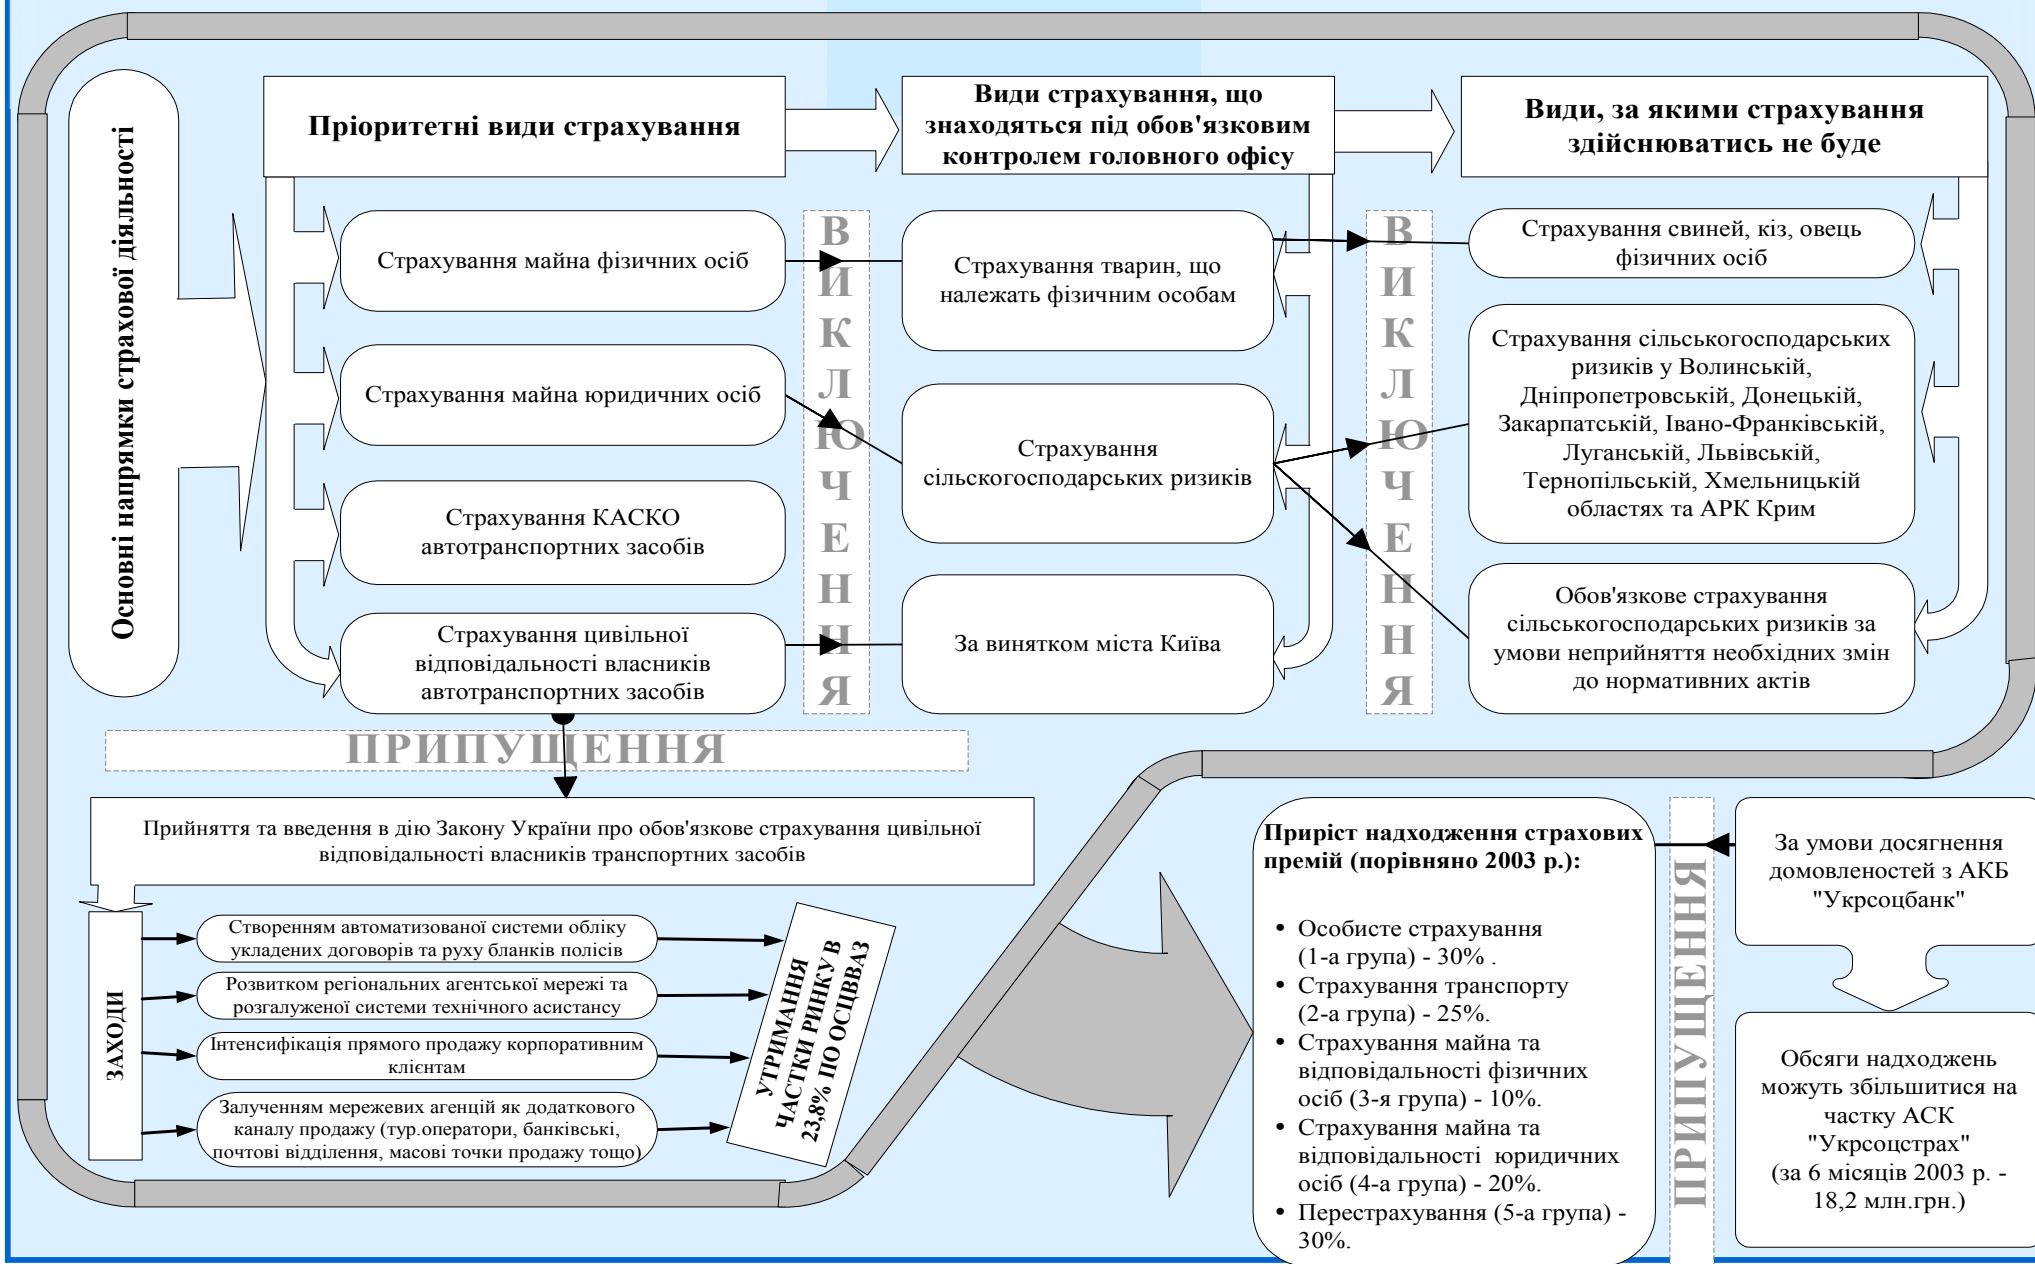 Основні напрямки страхової діяльності
Пріоритетні види страхування
Види страхування, що
знаходяться під обов'язковим
контролем головного офісу
Види, за якими страхування
здійснюватись не буде
Страхування майна фізичних осіб
Страхування майна юридичних осіб
Страхування КАСКО
автотранспортних засобів
Страхування цивільної
відповідальності власників
автотранспортних засобів
ВИКЛЮЧЕННЯ
Страхування тварин, що
належать фізичним особам
Страхування
сільскогосподарських ризиків
За винятком міста Київа
ВИКЛЮЧЕННЯ
Страхування свиней, кіз, овець
фізичних осіб
Страхування сільськогосподарських
ризиків у Волинській,
Дніпропетровській, Донецькій,
Закарпатській, Івано-Франківській,
Луганській, Львівській,
Тернопільській, Хмельницькій
областях та АРК Крим
Обов'язкове страхування
сільськогосподарських ризиків за
умови неприйняття необхідних змін
до нормативних актів
ПРИПУЩЕННЯ
Прийняття та введення в дію Закону України про обов'язкове страхування цивільної
відповідальності власників транспортних засобів
ЗАХОДИ
Створенням автоматизованої системи обліку
укладених договорів та руху бланків полісів
Розвитком регіональних агентської мережі та
розгалуженої системи технічного асистансу
Інтенсифікація прямого продажу корпоративним
клієнтам
Залученням мережевих агенцій як додаткового
каналу продажу (тур.оператори, банківські,
почтові відділення, масові точки продажу тощо)
УТРИМАННЯ
ЧАСТКИ РИНКУ В
23,8% ПО ОСЦВВАЗ
Приріст надходження страхових
премій (порівняно 2003 р.):
• Особисте страхування
(1-а група) - 30% .
• Страхування транспорту
(2-а група) - 25%.
• Страхування майна та
відповідальності фізичних
осіб (3-я група) - 10%.
• Страхування майна та
відповідальності юридичних
осіб (4-а група) - 20%.
• Перестрахування (5-а група) -
30%.
ПРИПУЩЕННЯ
За умови досягнення
домовленостей з АКБ
"Укрсоцбанк"
Обсяги надходжень
можуть збільшитися на
частку АСК
"Укрсоцстрах"
(за 6 місяців 2003 р. -
18,2 млн.грн.)